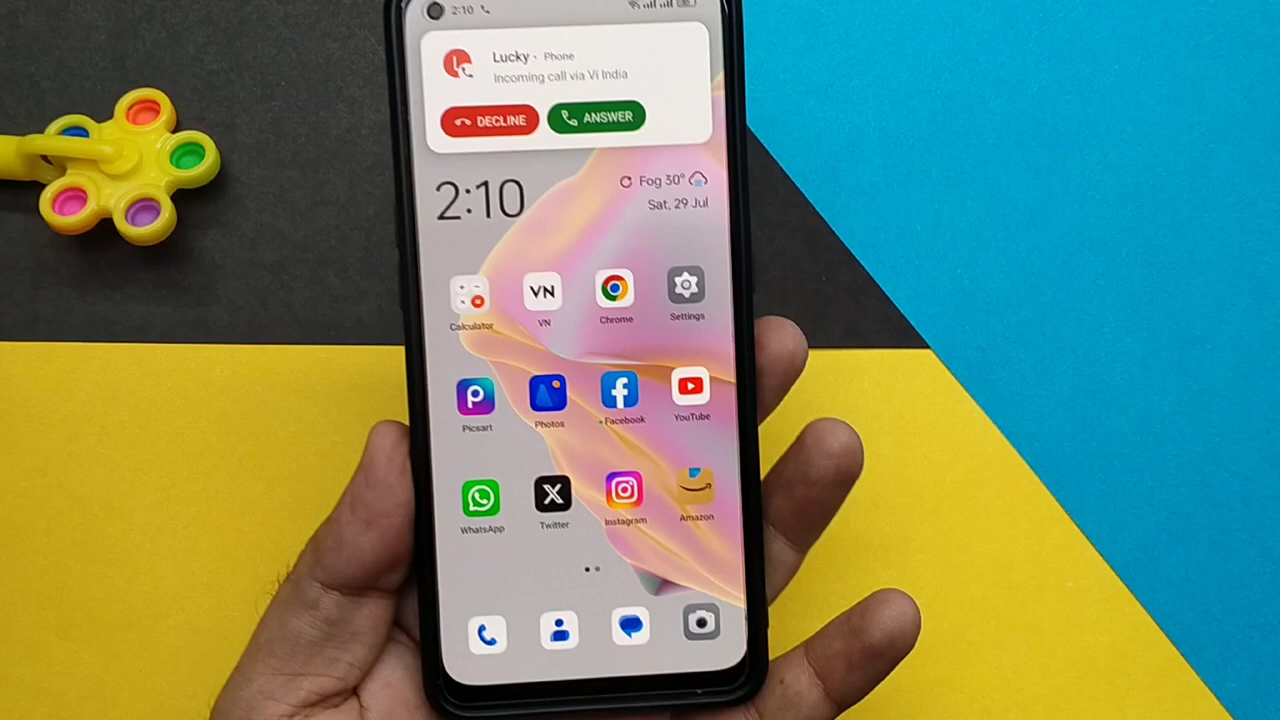 2:10
Lucky • Phone
Incoming call via Vi India
DECLINE ANSWER
2:10
Fog 30°
Sat, 29 Jul
Calculator VN Chrome Settings
VN
Picsart Photos Facebook YouTube
WhatsApp Twitter Instagram Amazon